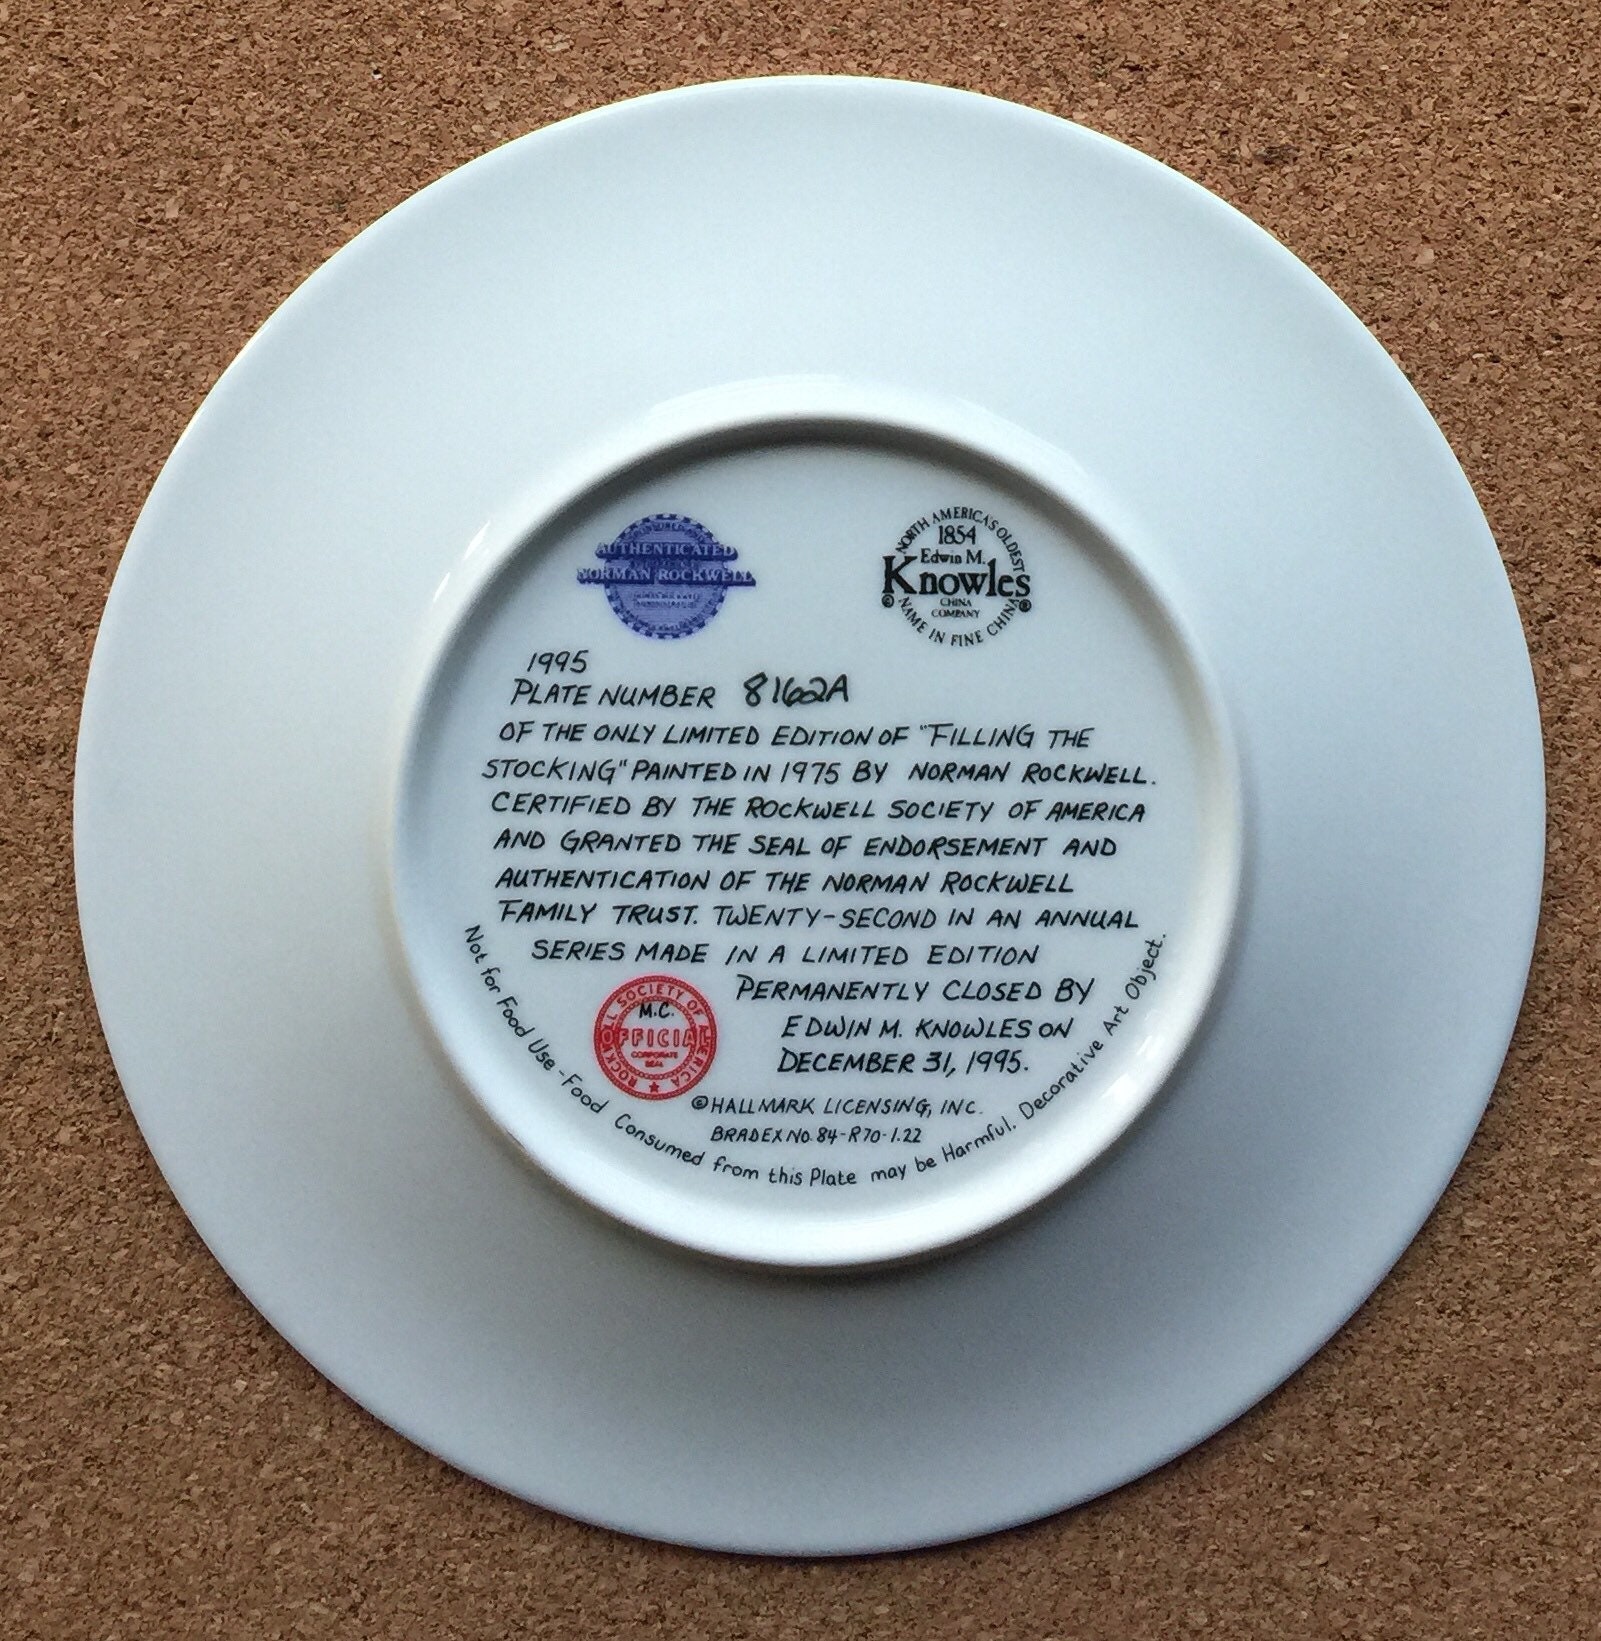 AUTHENTICATED
NORMAN ROCKWELL
NORTH AMERICA'S OLDEST
1854
Edwin M.
Knowles
CHINA
COMPANY
NAME IN FINE CHINA
1995
PLATE NUMBER 8162A
OF THE ONLY LIMITED EDITION OF "FILLING THE
STOCKING" PAINTED IN 1975 BY NORMAN ROCKWELL.
CERTIFIED BY THE ROCKWELL SOCIETY OF AMERICA
AND GRANTED THE SEAL OF ENDORSEMENT AND
AUTHENTICATION OF THE NORMAN ROCKWELL
FAMILY TRUST. TWENTY-SECOND IN AN ANNUAL
SERIES MADE IN A LIMITED EDITION
PERMANENTLY CLOSED BY
EDWIN M. KNOWLES ON
DECEMBER 31, 1995.
ROCKWELL SOCIETY OF AMERICA
M.C.
OFFICIAL
CORPORATE
SEAL
©HALLMARK LICENSING, INC.
BRADEX NO. 84-R70-1.22
Not for Food Use - Food Consumed from this Plate may be Harmful. Decorative Art Object.